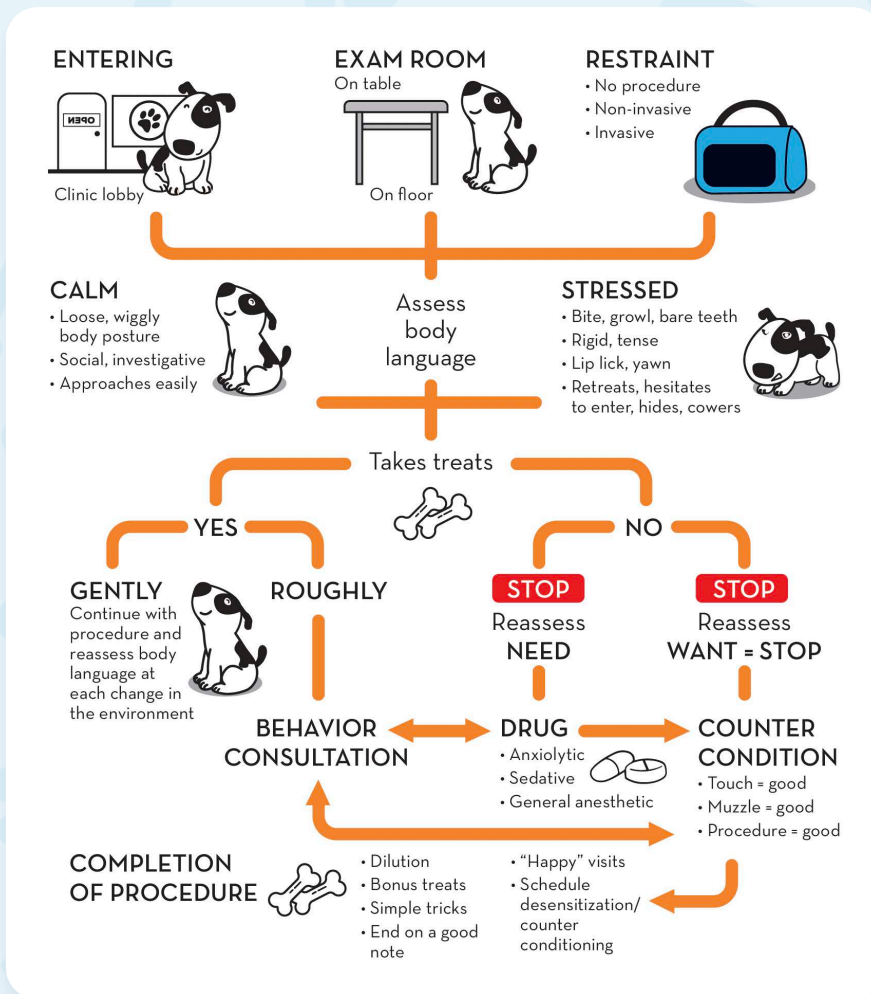 ENTERING
OPEN
Clinic lobby
EXAM ROOM
On table
On floor
RESTRAINT
• No procedure
• Non-invasive
• Invasive
CALM
• Loose, wiggly
body posture
• Social, investigative
• Approaches easily
Assess
body
language
STRESSED
• Bite, growl, bare teeth
• Rigid, tense
• Lip lick, yawn
• Retreats, hesitates
to enter, hides, cowers
Takes treats
YES
NO
GENTLY
Continue with
procedure and
reassess body
language at
each change in
the environment
ROUGHLY
STOP
Reassess
NEED
STOP
Reassess
WANT = STOP
BEHAVIOR
CONSULTATION
DRUG
• Anxiolytic
• Sedative
• General anesthetic
COUNTER
CONDITION
• Touch = good
• Muzzle = good
• Procedure = good
COMPLETION
OF PROCEDURE
• Dilution
• Bonus treats
• Simple tricks
• End on a good
note
• “Happy” visits
• Schedule
desensitization/
counter
conditioning